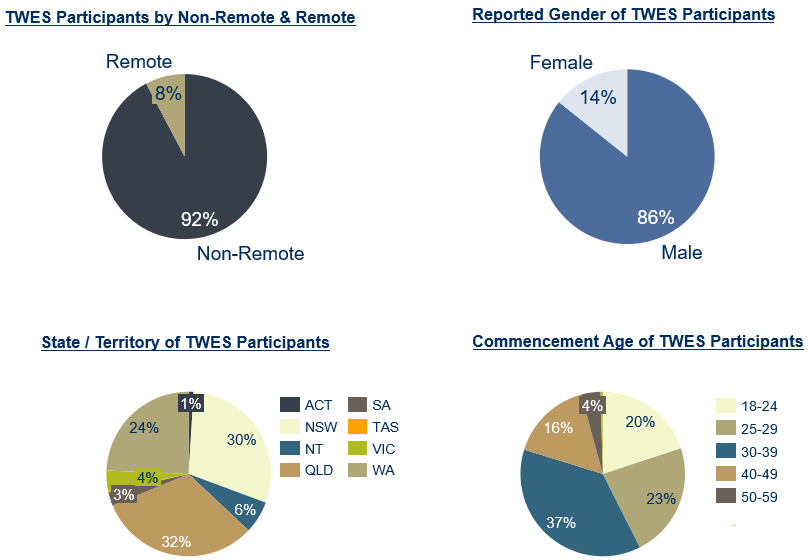 TWES Participants by Non-Remote & Remote
Remote
8%
92%
Non-Remote
Reported Gender of TWES Participants
Female
14%
86%
Male
State / Territory of TWES Participants
1%
30%
6%
32%
3%
4%
24%
ACT
SA
NSW
TAS
NT
VIC
QLD
WA
Commencement Age of TWES Participants
4%
20%
23%
37%
16%
18-24
25-29
30-39
40-49
50-59